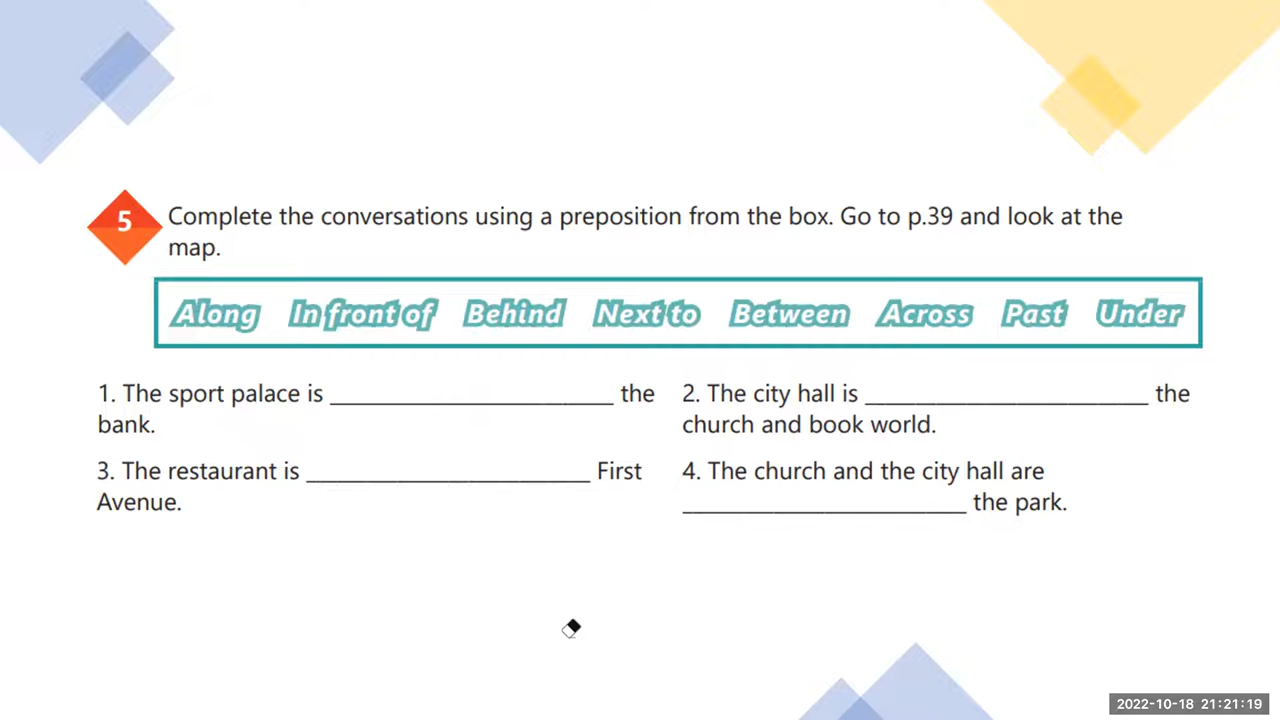 5
Complete the conversations using a preposition from the box. Go to p.39 and look at the
map.
Along In front of Behind Next to Between Across Past Under
1. The sport palace is ________________________ the
bank.
2. The city hall is ________________________ the
church and book world.
3. The restaurant is ________________________ First
Avenue.
4. The church and the city hall are
________________________ the park.
2022-10-18 21:21:19